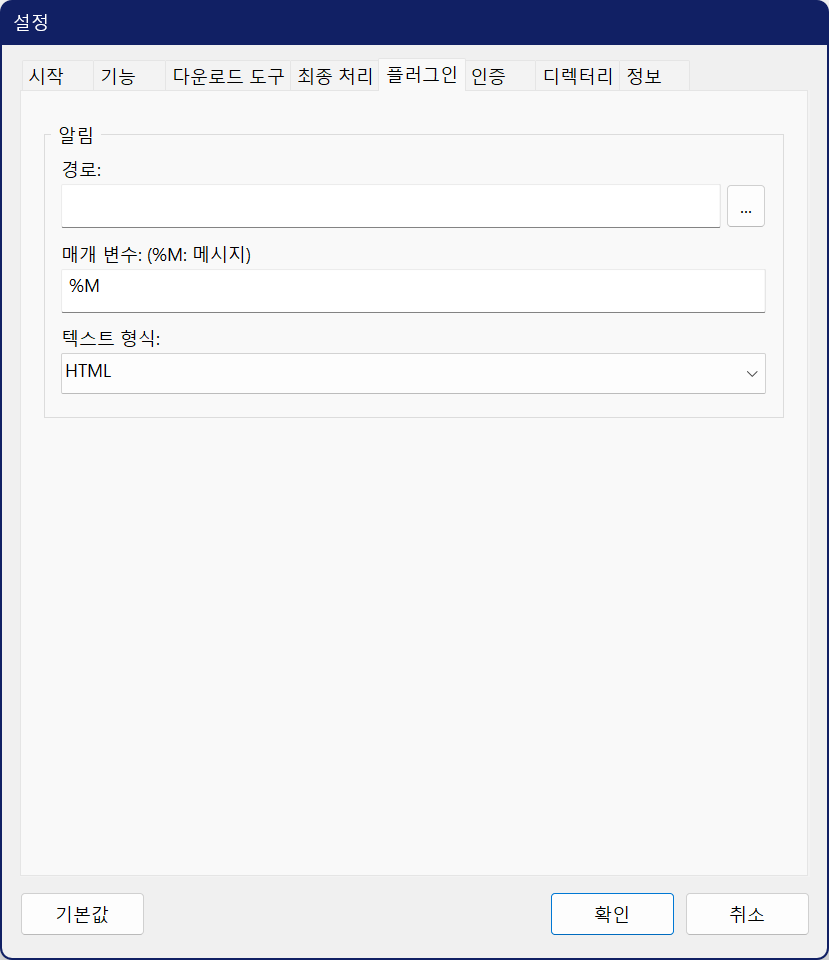 설정
시작 기능 다운로드 도구 최종 처리 플러그인 인증 디렉터리 정보
알림
경로:
...
매개 변수: (%M: 메시지)
%M
텍스트 형식:
HTML
기본값 확인 취소